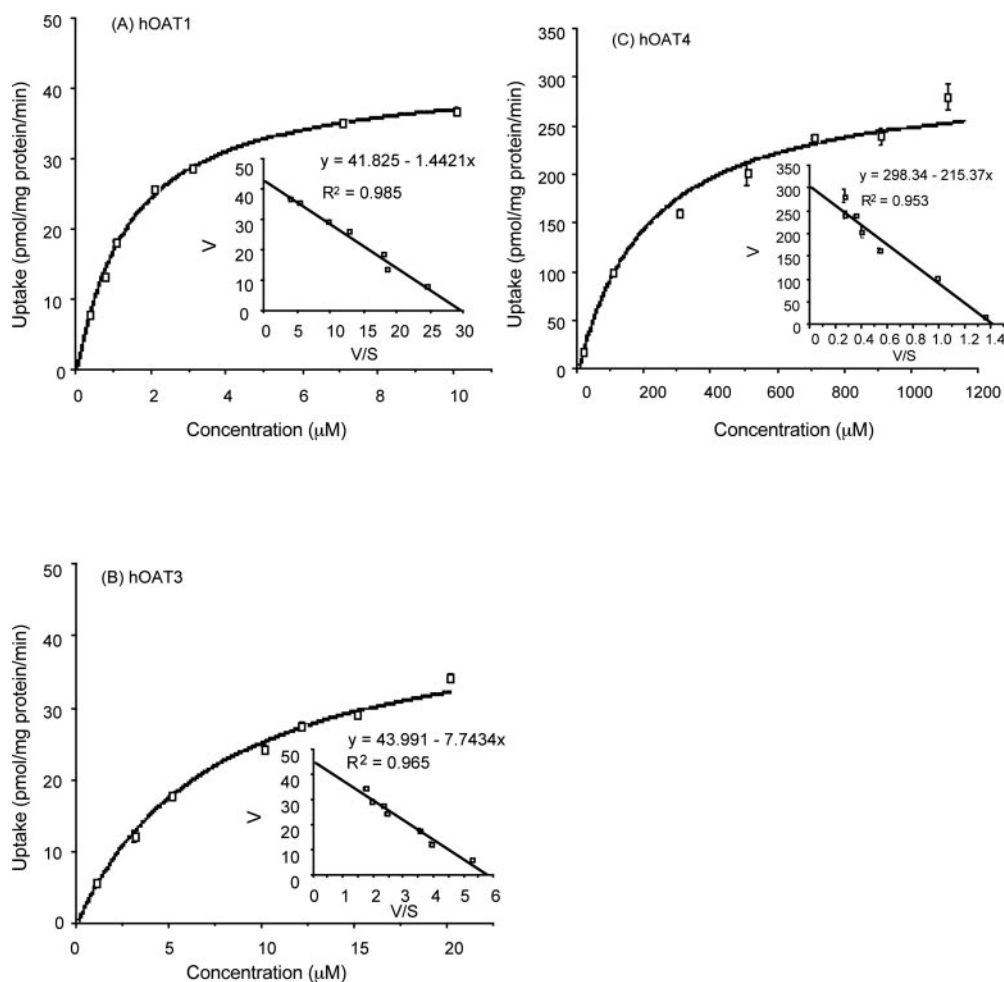 (A) hOAT1
Uptake (pmol/mg protein/min)
50
40
30
20
10
0
0 2 4 6 8 10
Concentration (μM)
y = 41.825 - 1.4421x
R² = 0.985
V
50
40
30
20
10
0
0 5 10 15 20 25 30
V/S
(C) hOAT4
Uptake (pmol/mg protein/min)
350
300
250
200
150
100
50
0
0 200 400 600 800 1000 1200
Concentration (μM)
y = 298.34 - 215.37x
R² = 0.953
V
350
300
250
200
150
100
50
0
0 0.2 0.4 0.6 0.8 1.0 1.2 1.4
V/S
(B) hOAT3
Uptake (pmol/mg protein/min)
50
40
30
20
10
0
0 5 10 15 20
Concentration (μM)
y = 43.991 - 7.7434x
R² = 0.965
V
45
40
30
20
10
0
0 1 2 3 4 5 6
V/S